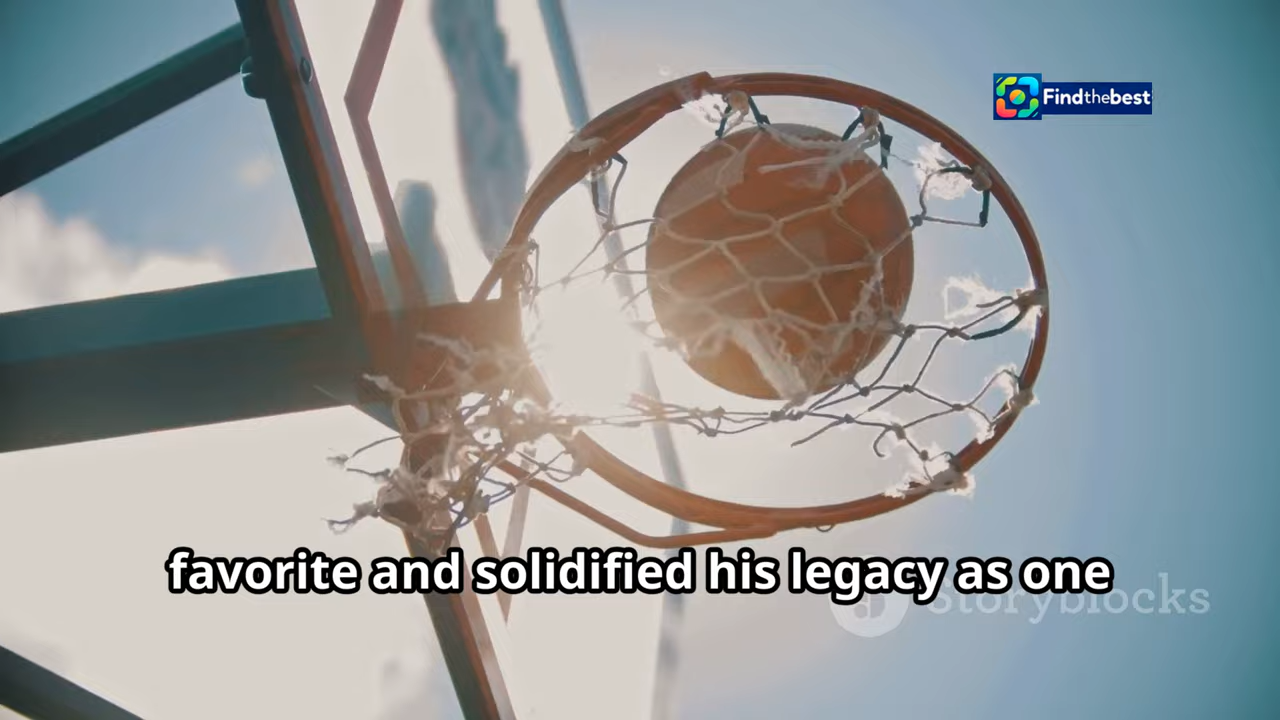 Findthebest
favorite and solidified his legacy as one
Storyblocks